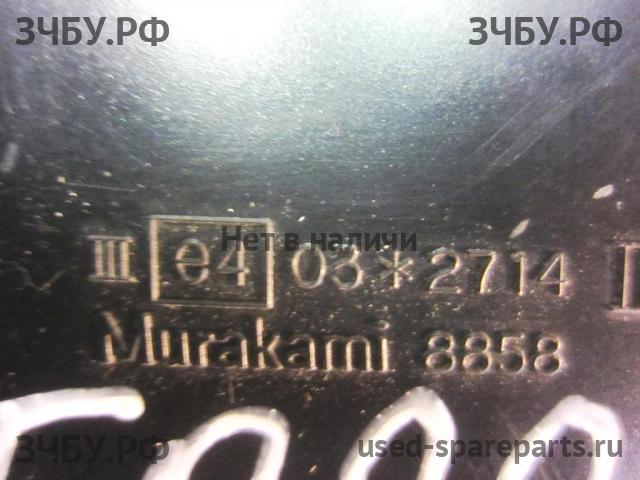 ЗЧБУ.РФ ЗЧБУ.РФ
Нет в наличи
III e4 03*2714
Murakami 8858
ЗЧБУ.РФ used-spareparts.ru